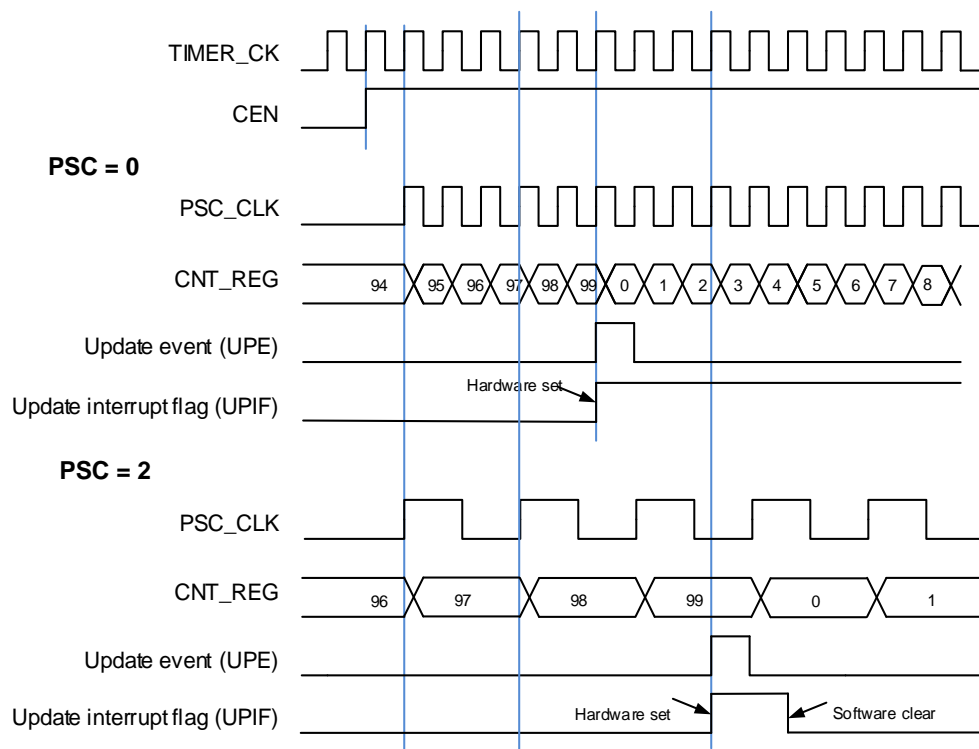 TIMER_CK
CEN
PSC = 0
PSC_CLK
CNT_REG 94 95 96 97 98 99 0 1 2 3 4 5 6 7 8
Update event (UPE)
Hardware set
Update interrupt flag (UPIF)
PSC = 2
PSC_CLK
CNT_REG 96 97 98 99 0 1
Update event (UPE)
Update interrupt flag (UPIF) Hardware set Software clear